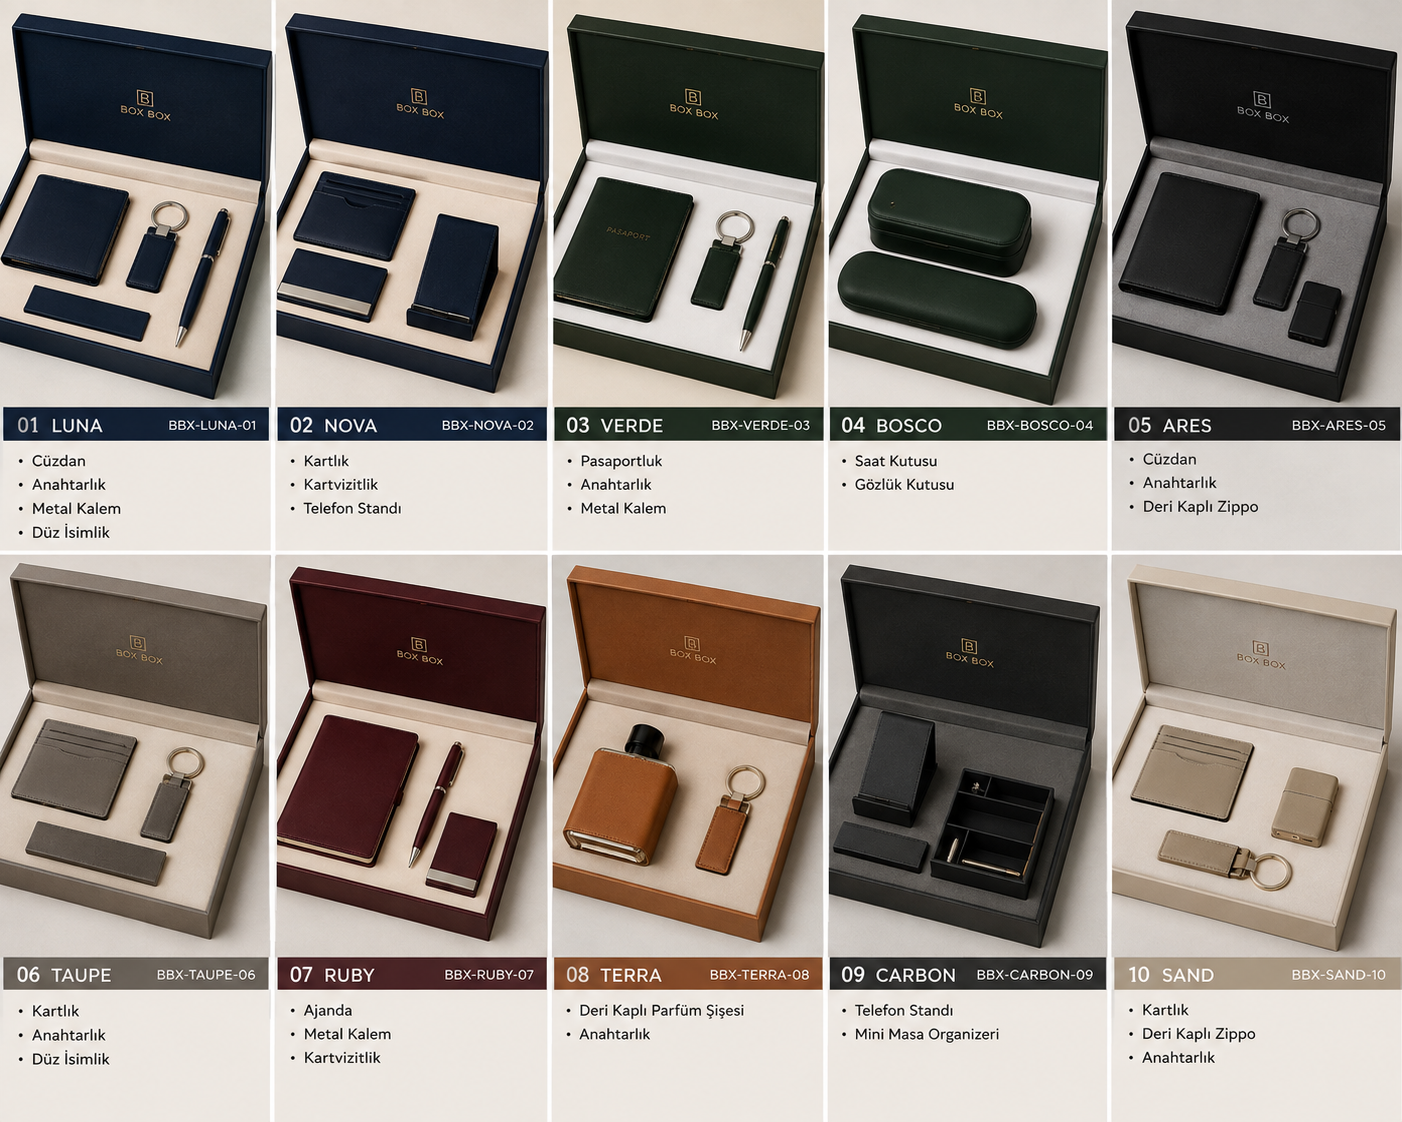 B
BOX BOX
B
BOX BOX
B
BOX BOX
B
BOX BOX
B
BOX BOX
PASAPORT
01 LUNA BBX-LUNA-01
• Cüzdan
• Anahtarlık
• Metal Kalem
• Düz İsimlik
02 NOVA BBX-NOVA-02
• Kartlık
• Kartvizitlik
• Telefon Standı
03 VERDE BBX-VERDE-03
• Pasaportluk
• Anahtarlık
• Metal Kalem
04 BOSCO BBX-BOSCO-04
• Saat Kutusu
• Gözlük Kutusu
05 ARES BBX-ARES-05
• Cüzdan
• Anahtarlık
• Deri Kaplı Zippo
B
BOX BOX
B
BOX BOX
B
BOX BOX
B
BOX BOX
B
BOX BOX
06 TAUPE BBX-TAUPE-06
• Kartlık
• Anahtarlık
• Düz İsimlik
07 RUBY BBX-RUBY-07
• Ajanda
• Metal Kalem
• Kartvizitlik
08 TERRA BBX-TERRA-08
• Deri Kaplı Parfüm Şişesi
• Anahtarlık
09 CARBON BBX-CARBON-09
• Telefon Standı
• Mini Masa Organizeri
10 SAND BBX-SAND-10
• Kartlık
• Deri Kaplı Zippo
• Anahtarlık